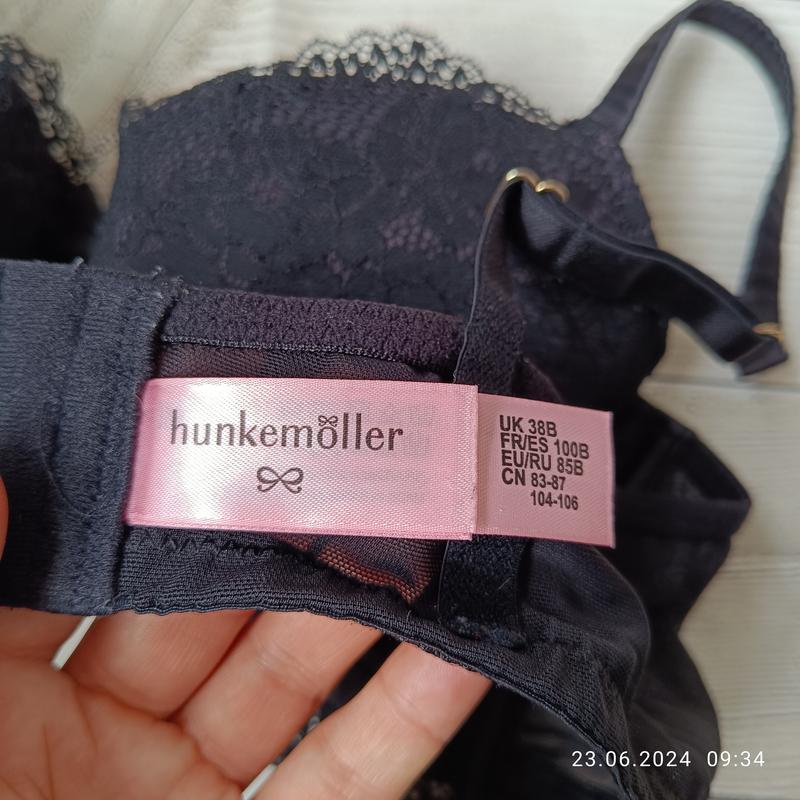 hunkemöller
UK 38B
FR/ES 100B
EU/RU 85B
CN 83-87
104-106
23.06.2024 09:34